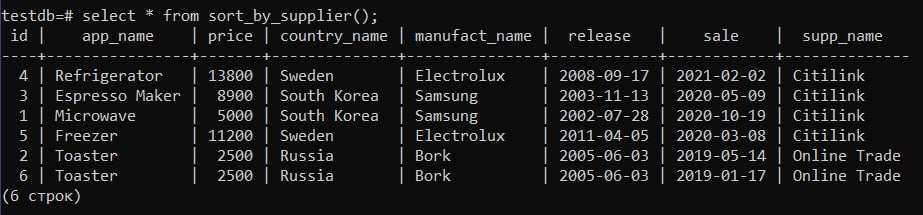 testdb=# select * from sort_by_supplier();
 id |    app_name    | price | country_name | manufact_name |  release   |    sale    |  supp_name
----+----------------+-------+--------------+---------------+------------+------------+--------------
  4 | Refrigerator   | 13800 | Sweden       | Electrolux    | 2008-09-17 | 2021-02-02 | Citilink
  3 | Espresso Maker |  8900 | South Korea  | Samsung       | 2003-11-13 | 2020-05-09 | Citilink
  1 | Microwave      |  5000 | South Korea  | Samsung       | 2002-07-28 | 2020-10-19 | Citilink
  5 | Freezer        | 11200 | Sweden       | Electrolux    | 2011-04-05 | 2020-03-08 | Citilink
  2 | Toaster        |  2500 | Russia       | Bork          | 2005-06-03 | 2019-05-14 | Online Trade
  6 | Toaster        |  2500 | Russia       | Bork          | 2005-06-03 | 2019-01-17 | Online Trade
(6 строк)